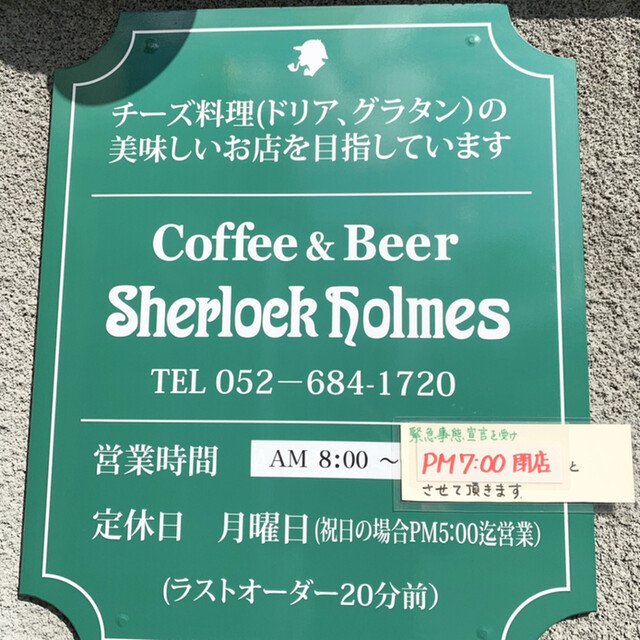 チーズ料理(ドリア、グラタン)の
美味しいお店を目指しています
Coffee & Beer
Sherlock Holmes
TEL 052－684-1720
営業時間 AM 8:00 ～
緊急事態宣言を受け
PM7:00 閉店 と
させて頂きます
定休日 月曜日(祝日の場合PM5:00迄営業)
(ラストオーダー20分前)